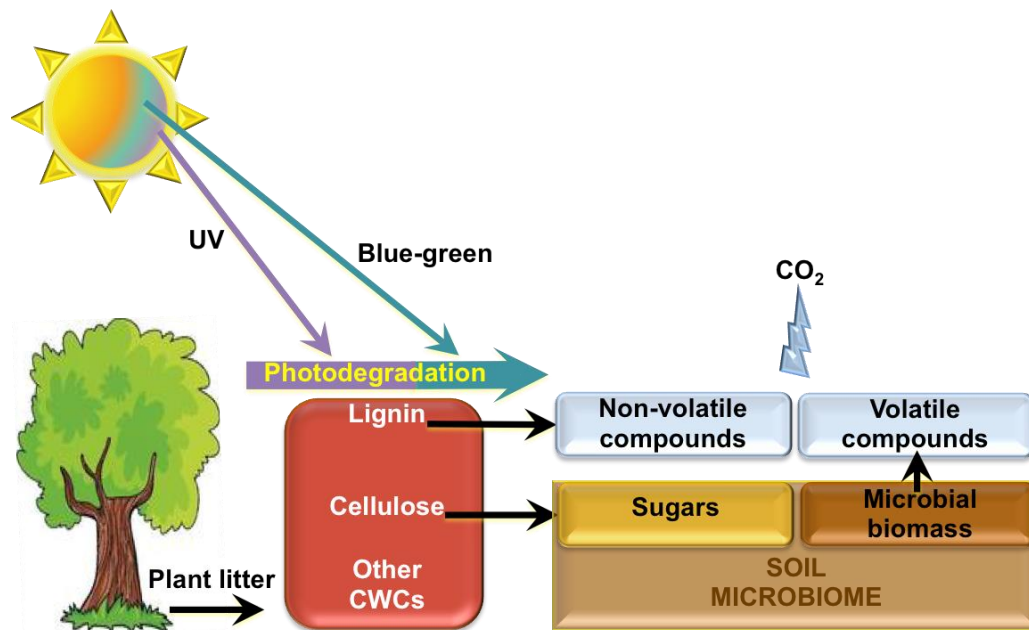 UV
Blue-green
CO₂
Photodegradation
Lignin
Non-volatile
compounds
Volatile
compounds
Cellulose
Sugars
Microbial
biomass
Other
CWCs
Plant litter
SOIL
MICROBIOME